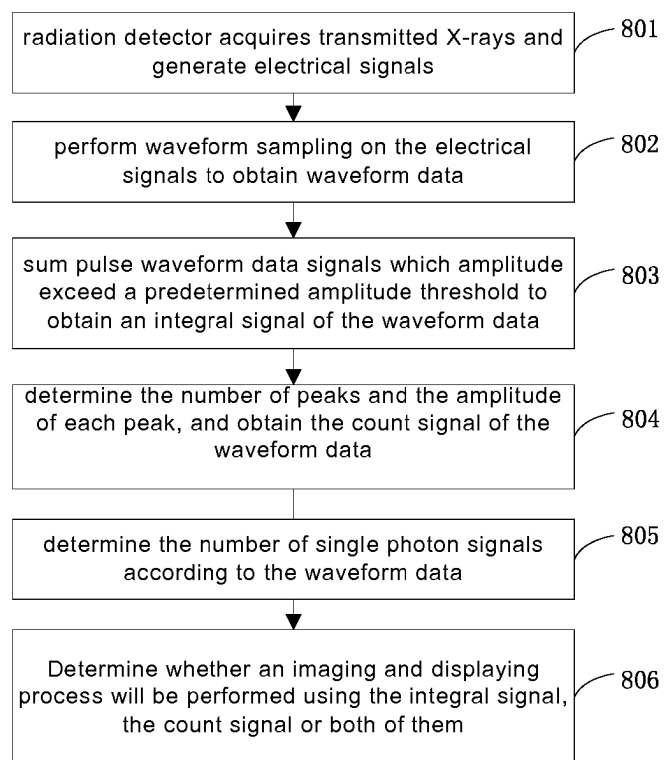 radiation detector acquires transmitted X-rays and
generate electrical signals
801
perform waveform sampling on the electrical
signals to obtain waveform data
802
sum pulse waveform data signals which amplitude
exceed a predetermined amplitude threshold to
obtain an integral signal of the waveform data
803
determine the number of peaks and the amplitude
of each peak, and obtain the count signal of the
waveform data
804
determine the number of single photon signals
according to the waveform data
805
Determine whether an imaging and displaying
process will be performed using the integral signal,
the count signal or both of them
806